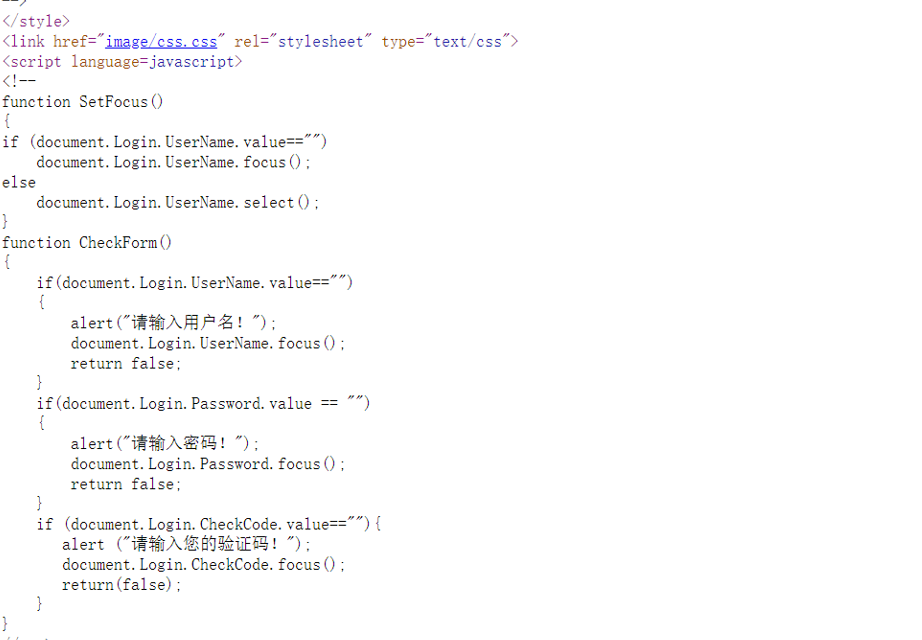 </style>
<link href="image/css.css" rel="stylesheet" type="text/css">
<script language=javascript>
<!--
function SetFocus()
{
if (document.Login.UserName.value=="")
    document.Login.UserName.focus();
else
    document.Login.UserName.select();
}
function CheckForm()
{
    if(document.Login.UserName.value=="")
    {
        alert("请输入用户名！");
        document.Login.UserName.focus();
        return false;
    }
    if(document.Login.Password.value == "")
    {
        alert("请输入密码！");
        document.Login.Password.focus();
        return false;
    }
    if (document.Login.CheckCode.value==""){
       alert ("请输入您的验证码！");
       document.Login.CheckCode.focus();
       return(false);
    }
}